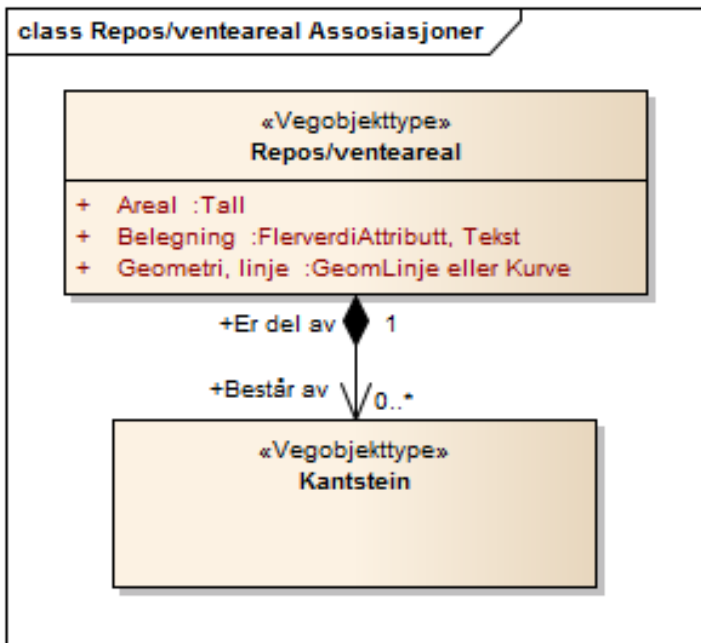 class Repos/venteareal Assosiasjoner
«Vegobjekttype»
Repos/venteareal
+ Areal :Tall
+ Belegning :FlerverdiAttributt, Tekst
+ Geometri, linje :GeomLinje eller Kurve
+Er del av 1
+Består av 0..*
«Vegobjekttype»
Kantstein